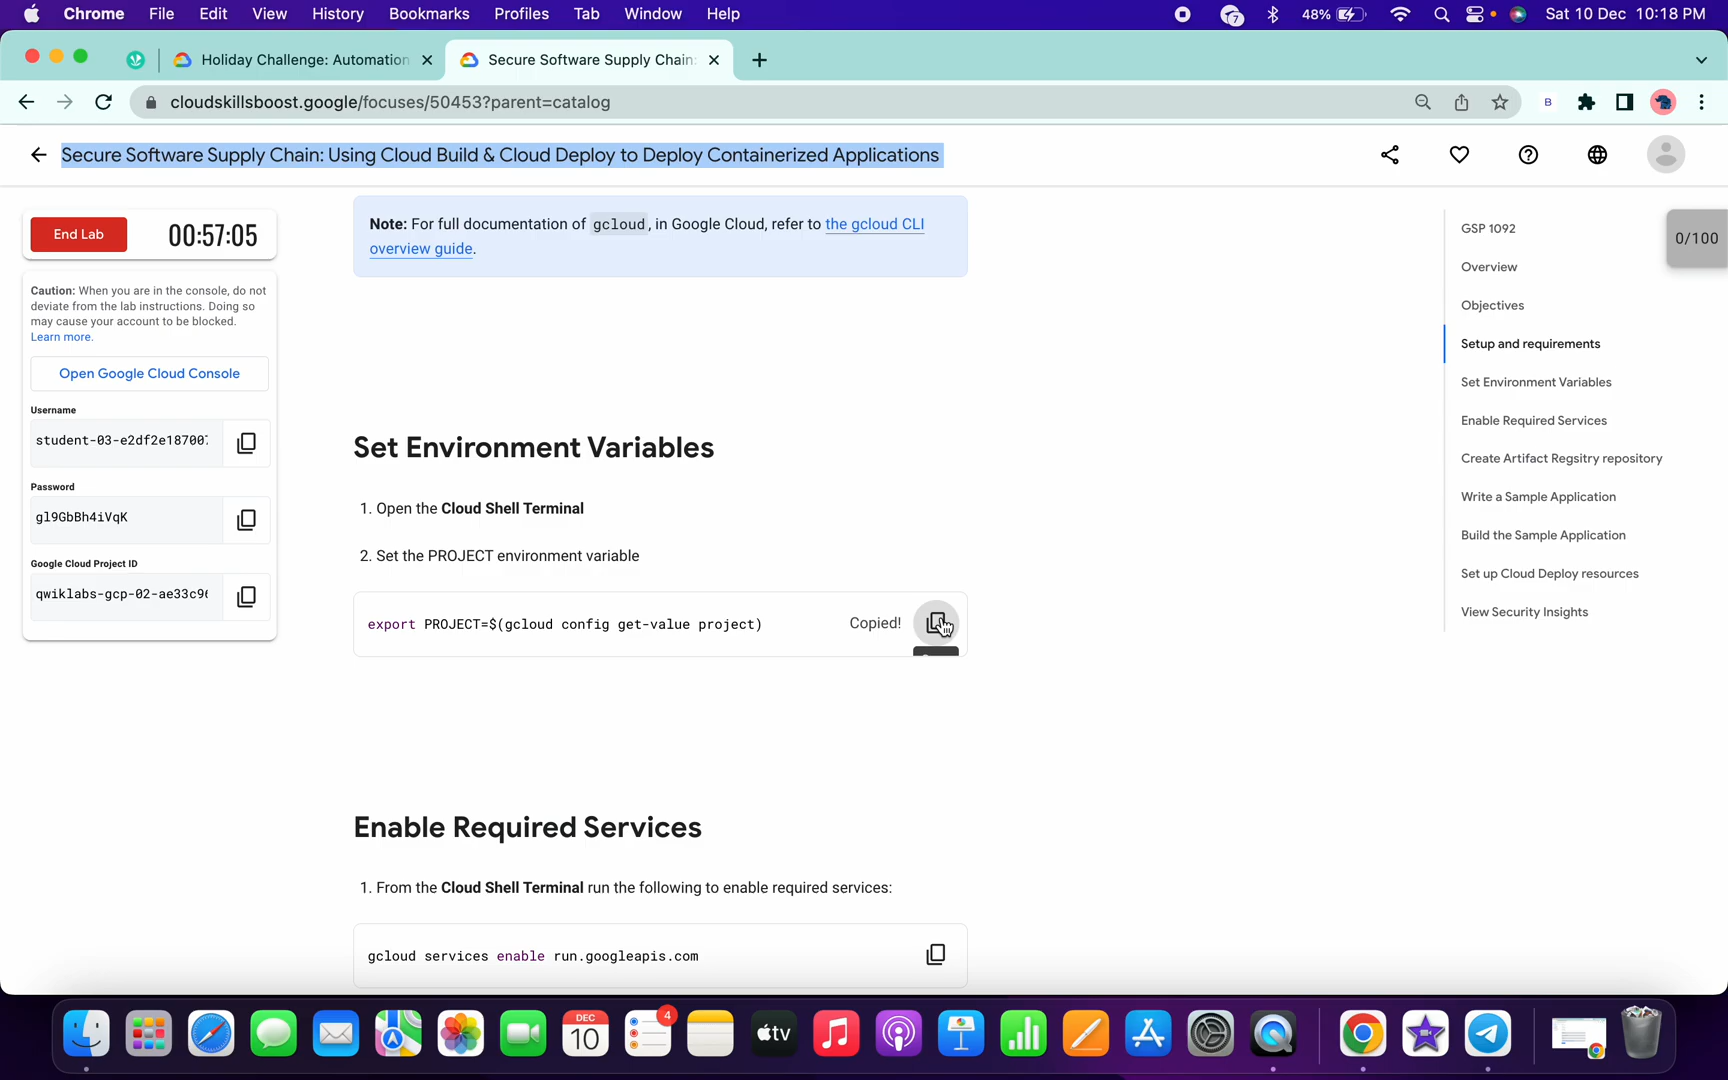 Chrome File Edit View History Bookmarks Profiles Tab Window Help 7 48% Sat 10 Dec 10:18 PM
Holiday Challenge: Automation Secure Software Supply Chain:
cloudskillsboost.google/focuses/50453?parent=catalog B
Secure Software Supply Chain: Using Cloud Build & Cloud Deploy to Deploy Containerized Applications
End Lab 00:57:05
Caution: When you are in the console, do not
deviate from the lab instructions. Doing so
may cause your account to be blocked.
Learn more.
Open Google Cloud Console
Username
student-03-e2df2e187007
Password
gl9GbBh4iVqK
Google Cloud Project ID
qwiklabs-gcp-02-ae33c96
Note: For full documentation of gcloud, in Google Cloud, refer to the gcloud CLI
overview guide.
Set Environment Variables
1. Open the Cloud Shell Terminal
2. Set the PROJECT environment variable
export PROJECT=$(gcloud config get-value project) Copied!
Enable Required Services
1. From the Cloud Shell Terminal run the following to enable required services:
gcloud services enable run.googleapis.com
GSP 1092
Overview
Objectives
Setup and requirements
Set Environment Variables
Enable Required Services
Create Artifact Regsitry repository
Write a Sample Application
Build the Sample Application
Set up Cloud Deploy resources
View Security Insights
0/100
DEC
10
4
tv